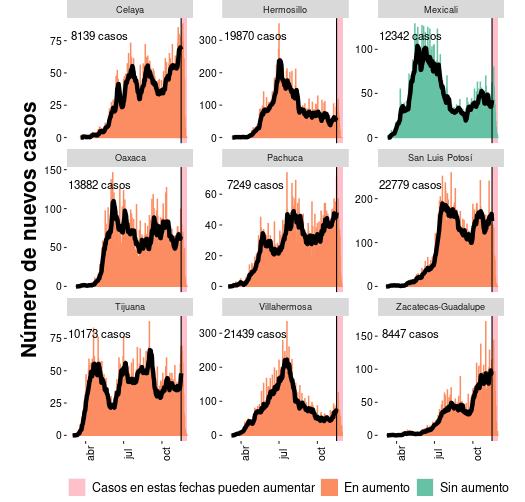 Número de nuevos casos
Celaya
Hermosillo
Mexicali
8139 casos
19870 casos
12342 casos
75
50
25
0
300
200
100
0
100
50
0
Oaxaca
Pachuca
San Luis Potosí
13882 casos
7249 casos
22779 casos
150
100
50
0
60
40
20
0
200
100
0
Tijuana
Villahermosa
Zacatecas-Guadalupe
10173 casos
21439 casos
8447 casos
75
50
25
0
300
200
100
0
150
100
50
0
abr
jul
oct
abr
jul
oct
abr
jul
oct
Casos en estas fechas pueden aumentar
En aumento
Sin aumento